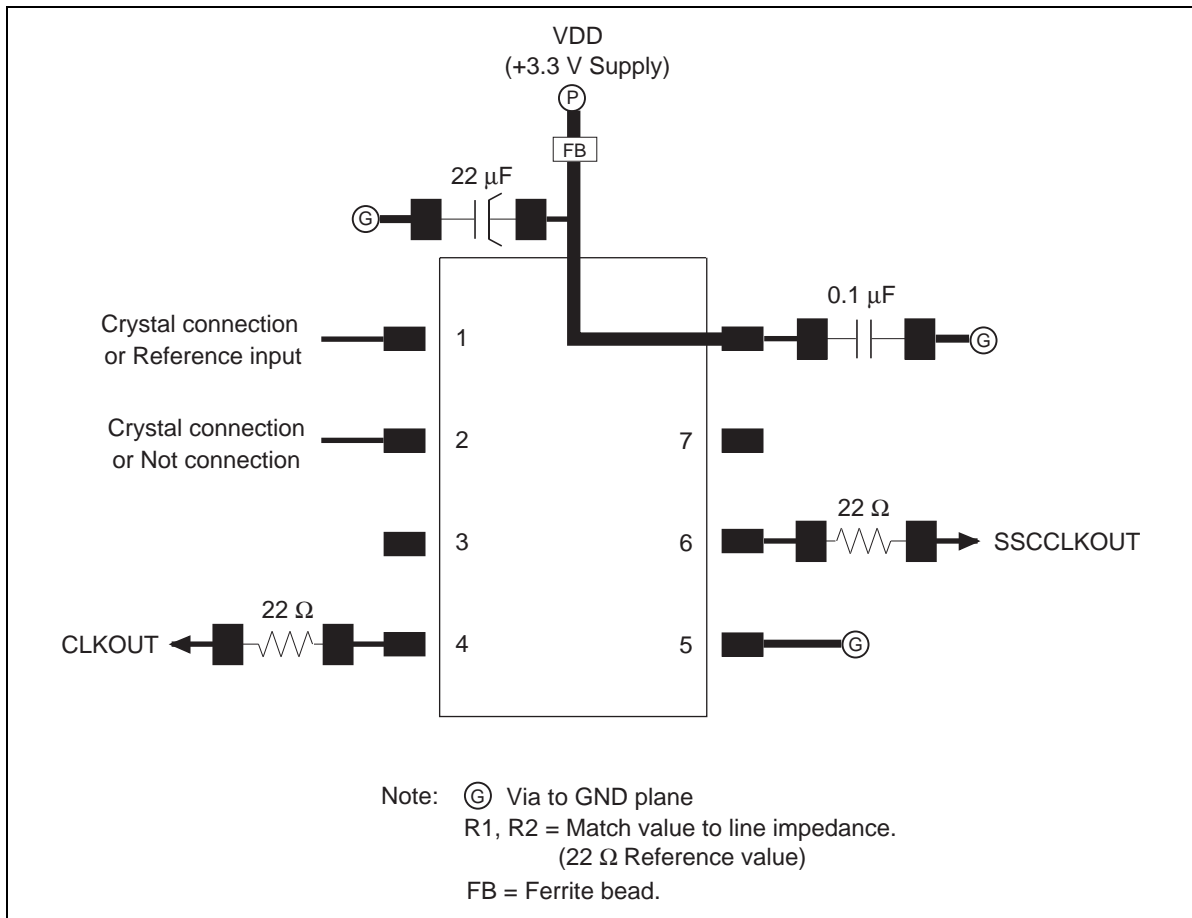 VDD
(+3.3 V Supply)
P
FB
22 μF
G
0.1 μF
G
Crystal connection
or Reference input
1
Crystal connection
or Not connection
2
7
3
6
22 Ω
SSCCLKOUT
22 Ω
CLKOUT
4
5
G
Note: G Via to GND plane
R1, R2 = Match value to line impedance.
(22 Ω Reference value)
FB = Ferrite bead.